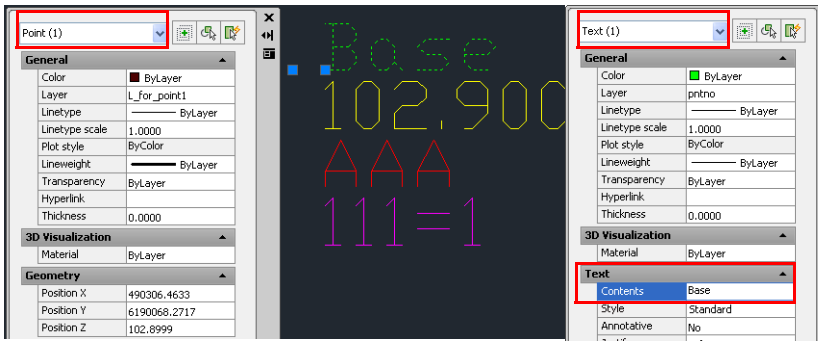 Point (1)
General
Color ByLayer
Layer L_for_point1
Linetype ByLayer
Linetype scale 1.0000
Plot style ByColor
Lineweight ByLayer
Transparency ByLayer
Hyperlink
Thickness 0.0000
3D Visualization
Material ByLayer
Geometry
Position X 490306.4633
Position Y 6190068.2717
Position Z 102.8999
Base
102.900
AAA
111=1
Text (1)
General
Color ByLayer
Layer pntno
Linetype ByLayer
Linetype scale 1.0000
Plot style ByColor
Lineweight ByLayer
Transparency ByLayer
Hyperlink
Thickness 0.0000
3D Visualization
Material ByLayer
Text
Contents Base
Style Standard
Annotative No